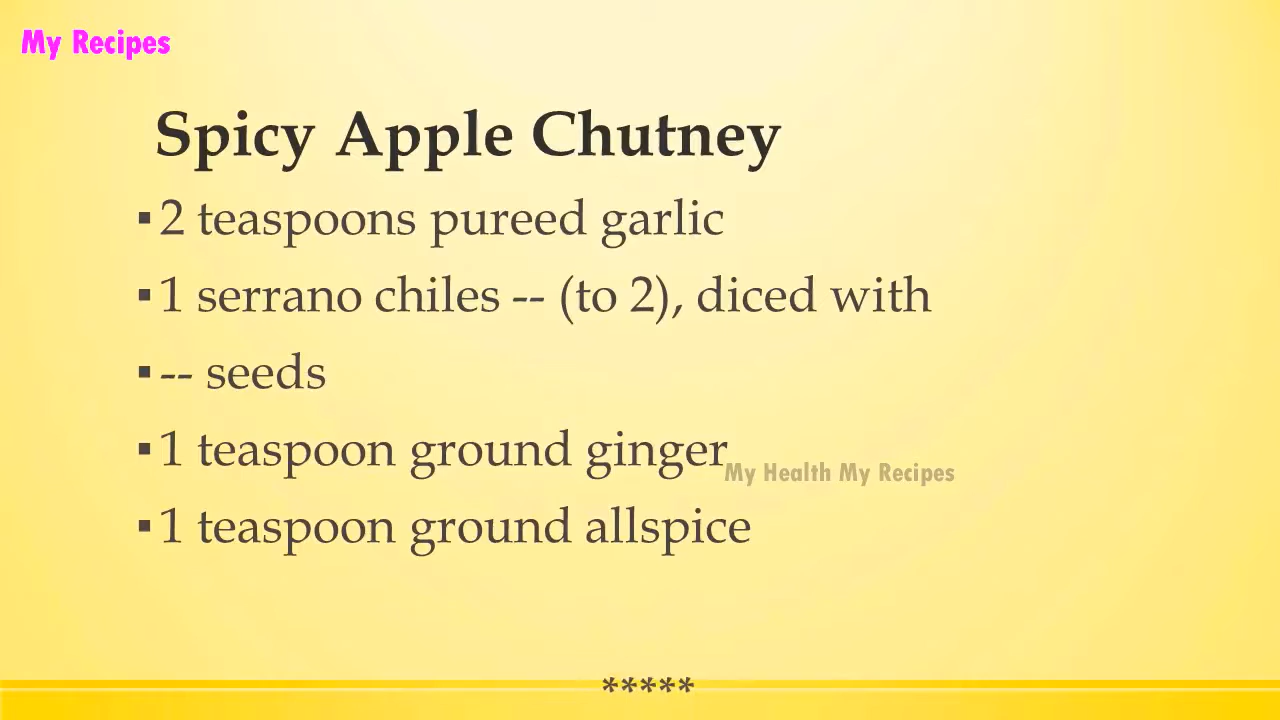 My Recipes
Spicy Apple Chutney
▪2 teaspoons pureed garlic
▪1 serrano chiles -- (to 2), diced with
▪-- seeds
▪1 teaspoon ground ginger
My Health My Recipes
▪1 teaspoon ground allspice
*****